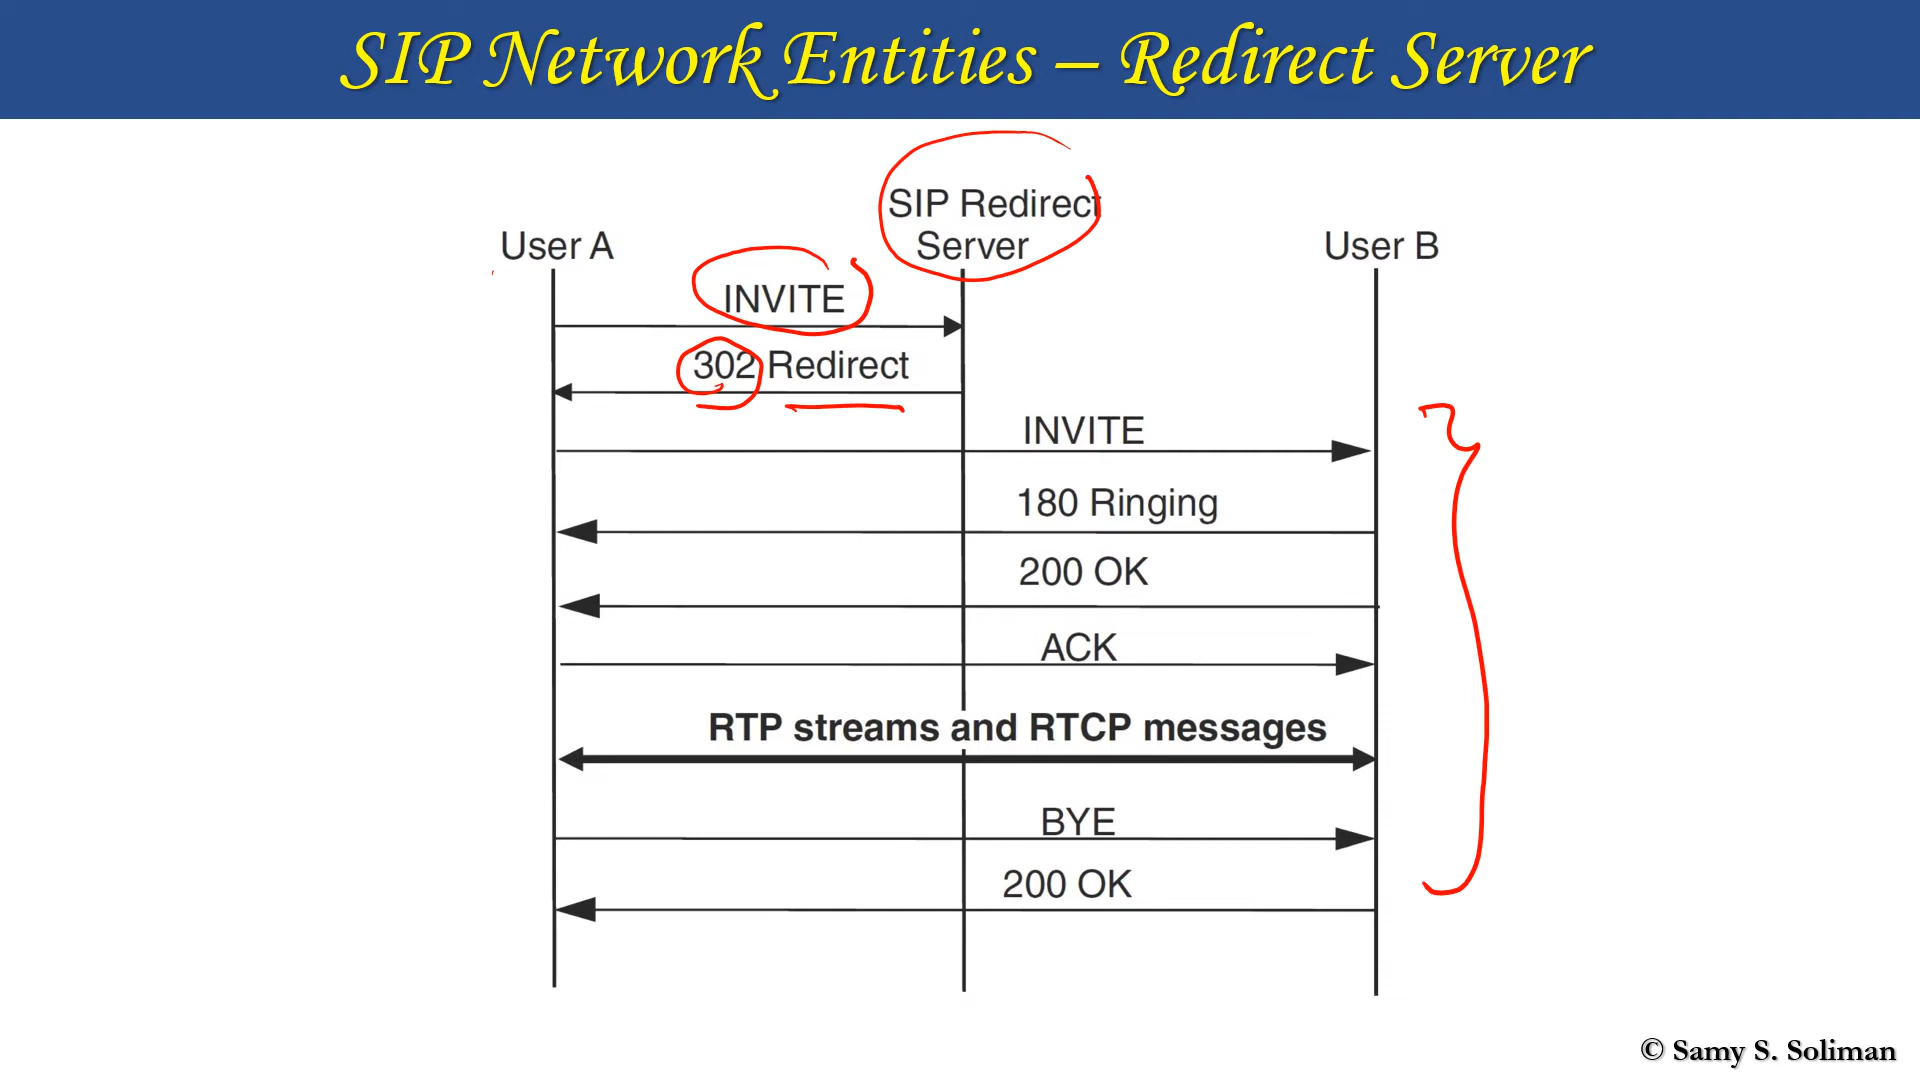 SIP Network Entities – Redirect Server
SIP Redirect
Server
User A
User B
INVITE
302 Redirect
INVITE
180 Ringing
200 OK
ACK
RTP streams and RTCP messages
BYE
200 OK
© Samy S. Soliman